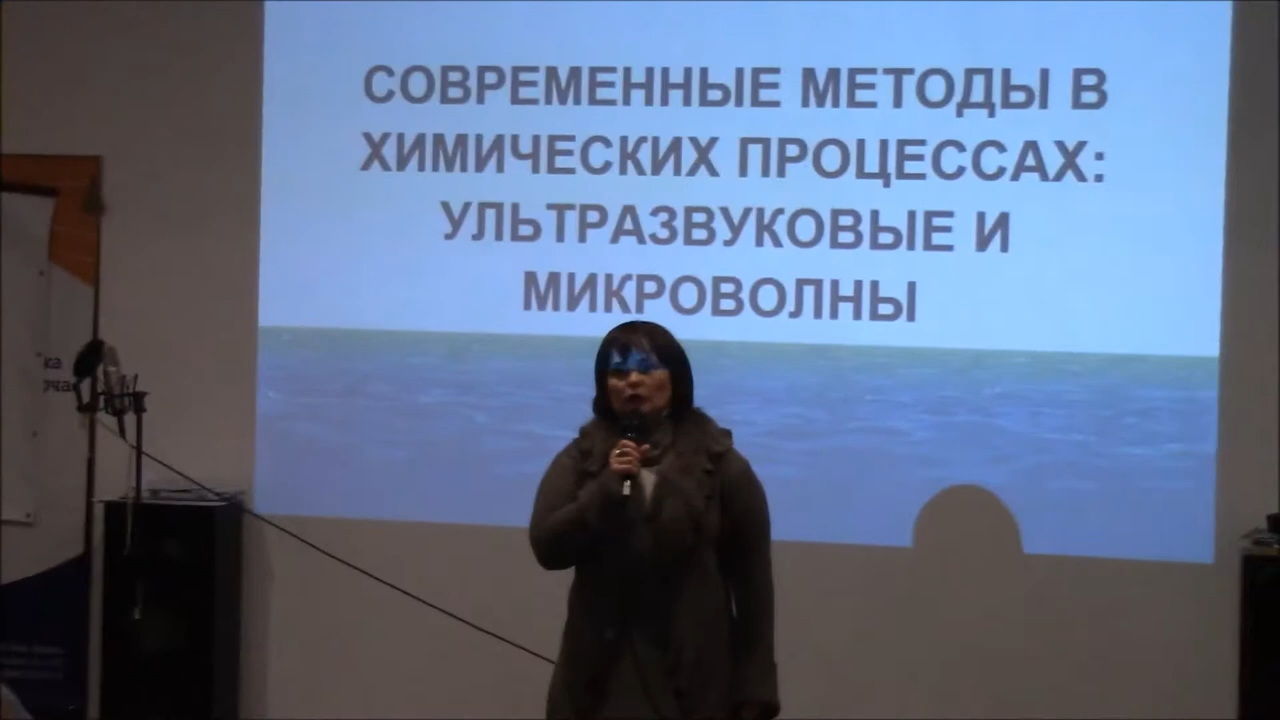 СОВРЕМЕННЫЕ МЕТОДЫ В
ХИМИЧЕСКИХ ПРОЦЕССАХ:
УЛЬТРАЗВУКОВЫЕ И
МИКРОВОЛНЫ